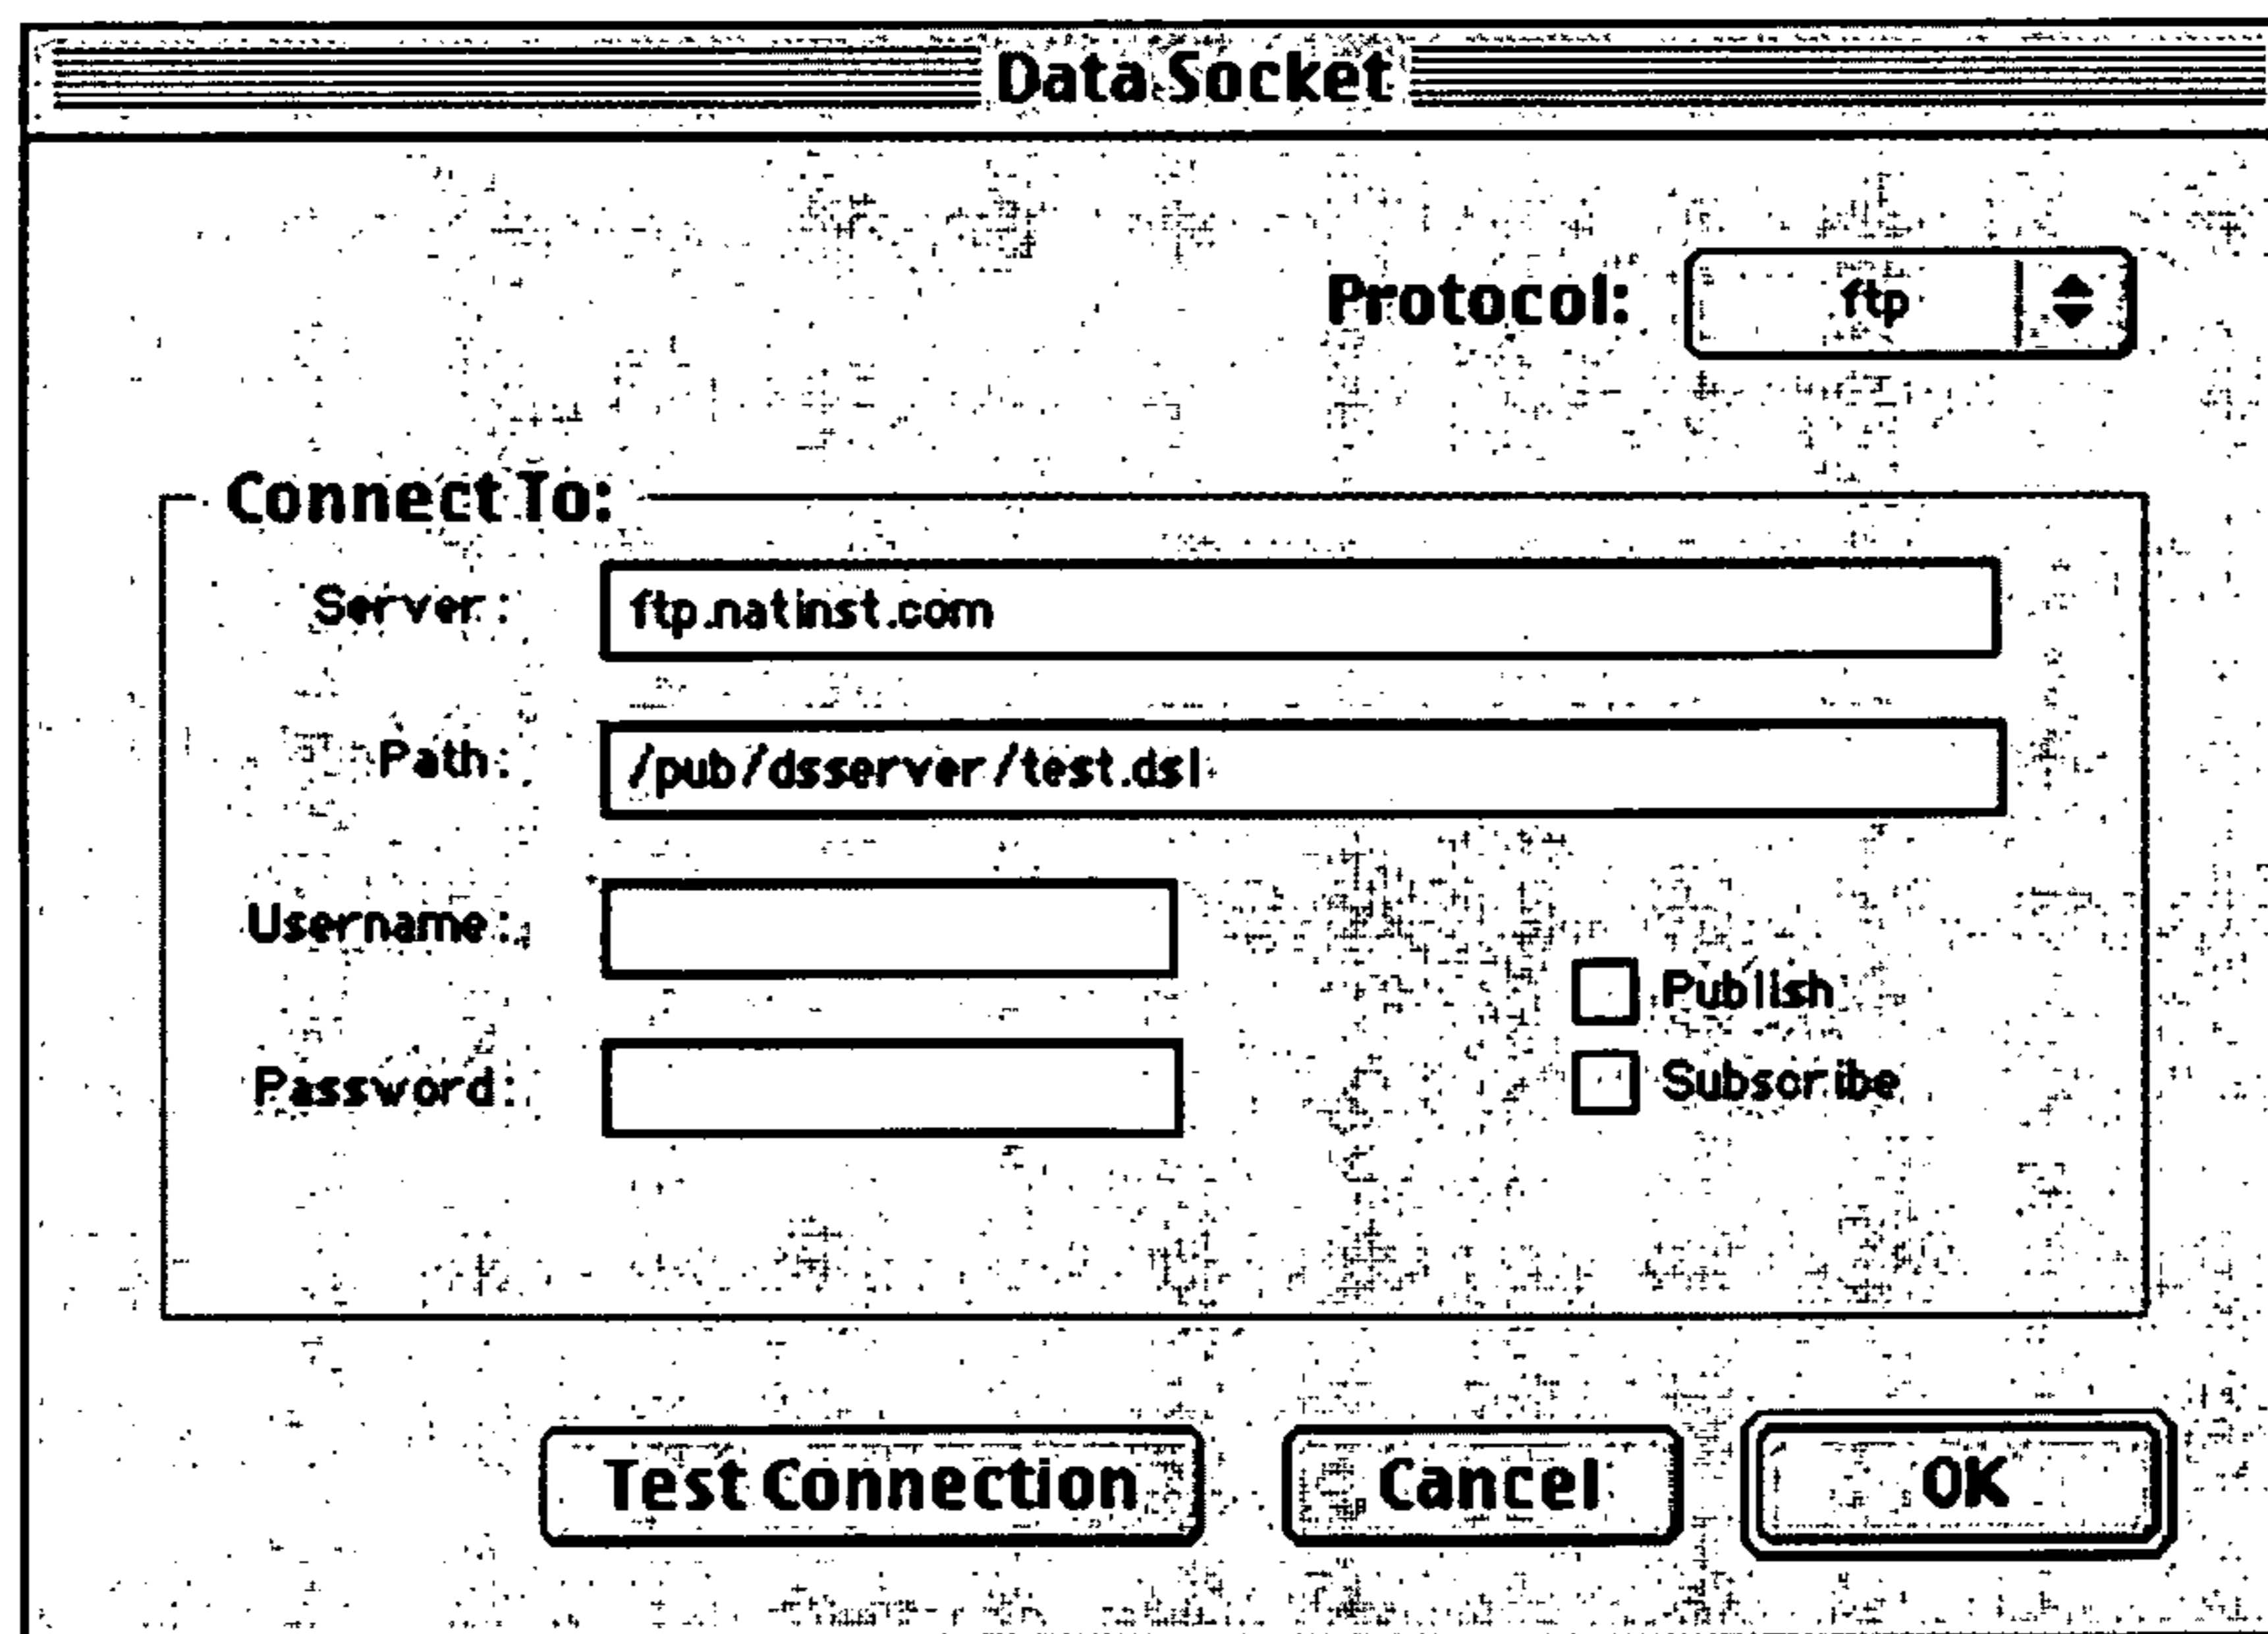 Data Socket
Protocol: ftp
Connect To:
Server: ftp.natinst.com
Path: /pub/dsserver/test.dsl
Username:
Publish
Password:
Subscribe
Test Connection Cancel OK